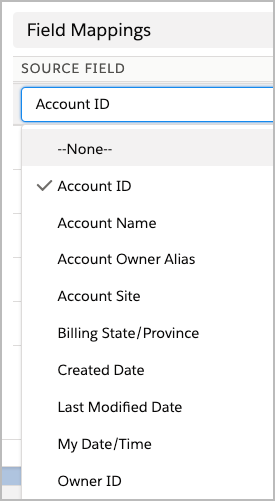 Field Mappings
SOURCE FIELD
Account ID
--None--
Account ID
Account Name
Account Owner Alias
Account Site
Billing State/Province
Created Date
Last Modified Date
My Date/Time
Owner ID